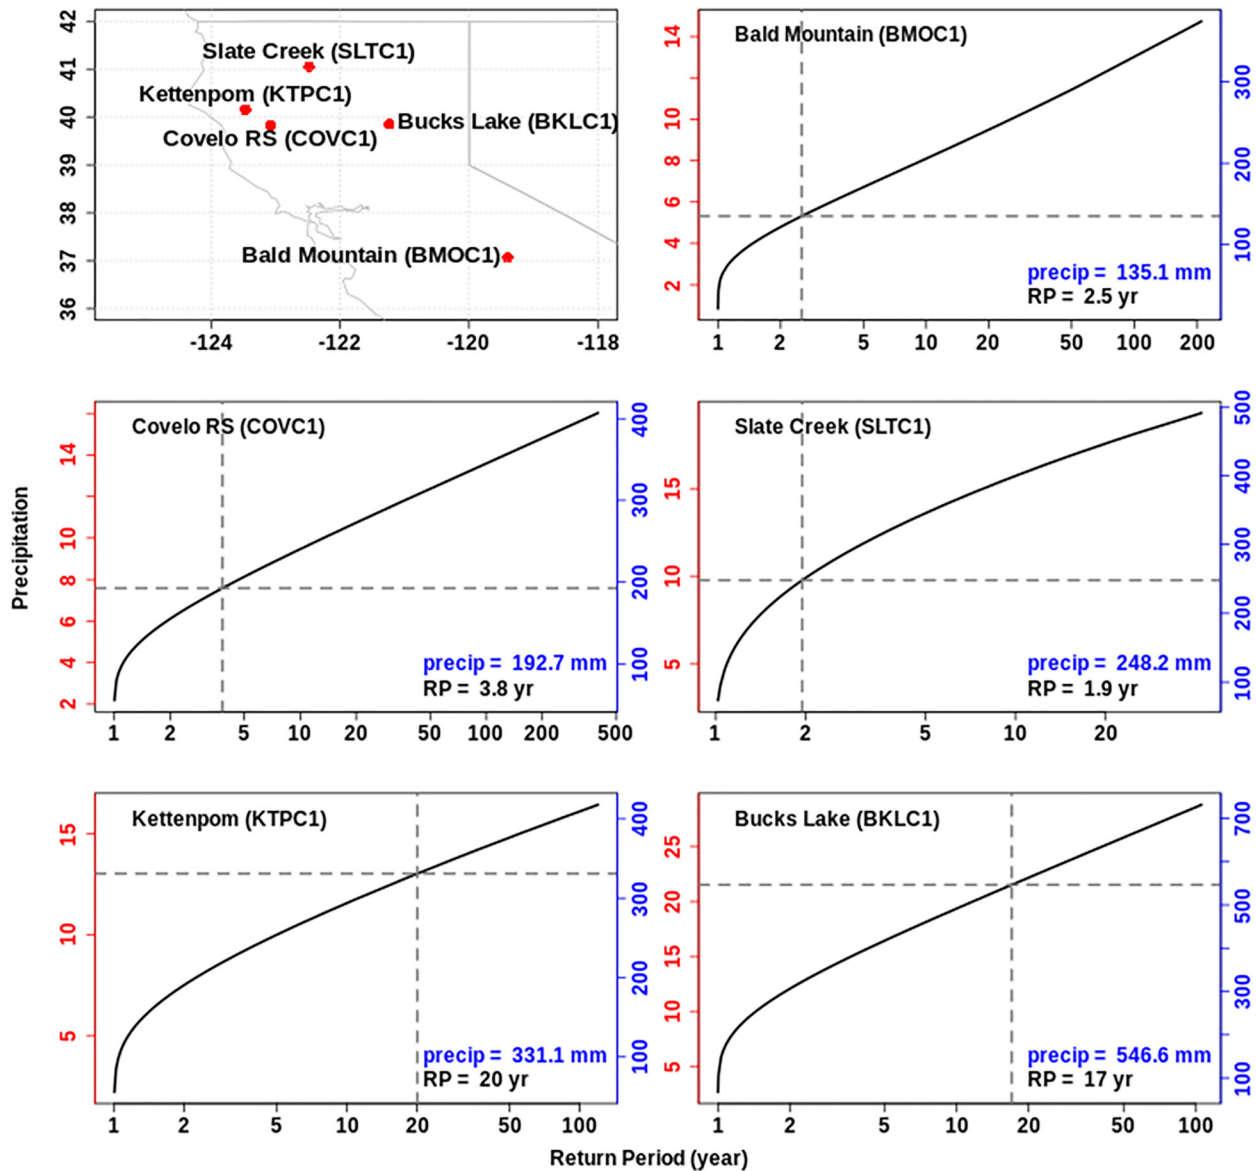 42
41
40
39
38
37
36
Slate Creek (SLTC1)
Kettenpom (KTPC1)
Bucks Lake (BKLC1)
Covelo RS (COVC1)
Bald Mountain (BMOC1)
-124 -122 -120 -118
Bald Mountain (BMOC1)
14
10
8
6
4
2
300
200
100
precip = 135.1 mm
RP = 2.5 yr
1 2 5 10 20 50 100 200
Precipitation
Covelo RS (COVC1)
14
10
8
6
4
2
400
300
200
100
precip = 192.7 mm
RP = 3.8 yr
1 2 5 10 20 50 100 200 500
Slate Creek (SLTC1)
15
10
5
500
400
300
200
100
precip = 248.2 mm
RP = 1.9 yr
1 2 5 10 20
Kettenpom (KTPC1)
15
10
5
400
300
200
100
precip = 331.1 mm
RP = 20 yr
1 2 5 10 20 50 100
Bucks Lake (BKLC1)
25
20
15
10
5
700
500
300
100
precip = 546.6 mm
RP = 17 yr
1 2 5 10 20 50 100
Return Period (year)